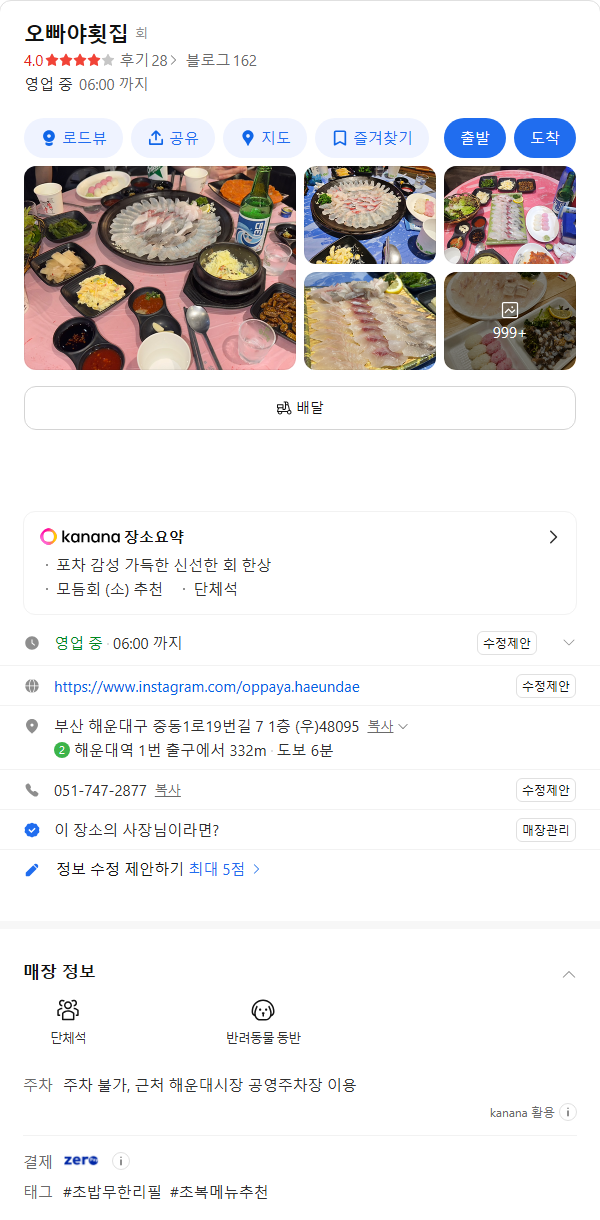 오빠야횟집 회
4.0 후기 28 블로그 162
영업 중 06:00 까지
로드뷰 공유 지도 즐겨찾기 출발 도착
999+
배달
kanana 장소요약
· 포차 감성 가득한 신선한 회 한상
· 모듬회 (소) 추천 · 단체석
영업 중 · 06:00 까지 수정제안
https://www.instagram.com/oppaya.haeundae 수정제안
부산 해운대구 중동1로19번길 7 1층 (우)48095 복사
2 해운대역 1번 출구에서 332m · 도보 6분
051-747-2877 복사 수정제안
이 장소의 사장님이라면? 매장관리
정보 수정 제안하기 최대 5점
매장 정보
단체석 반려동물 동반
주차 주차 불가, 근처 해운대시장 공영주차장 이용
kanana 활용 i
결제 zero i
태그 #초밥무한리필 #초복메뉴추천